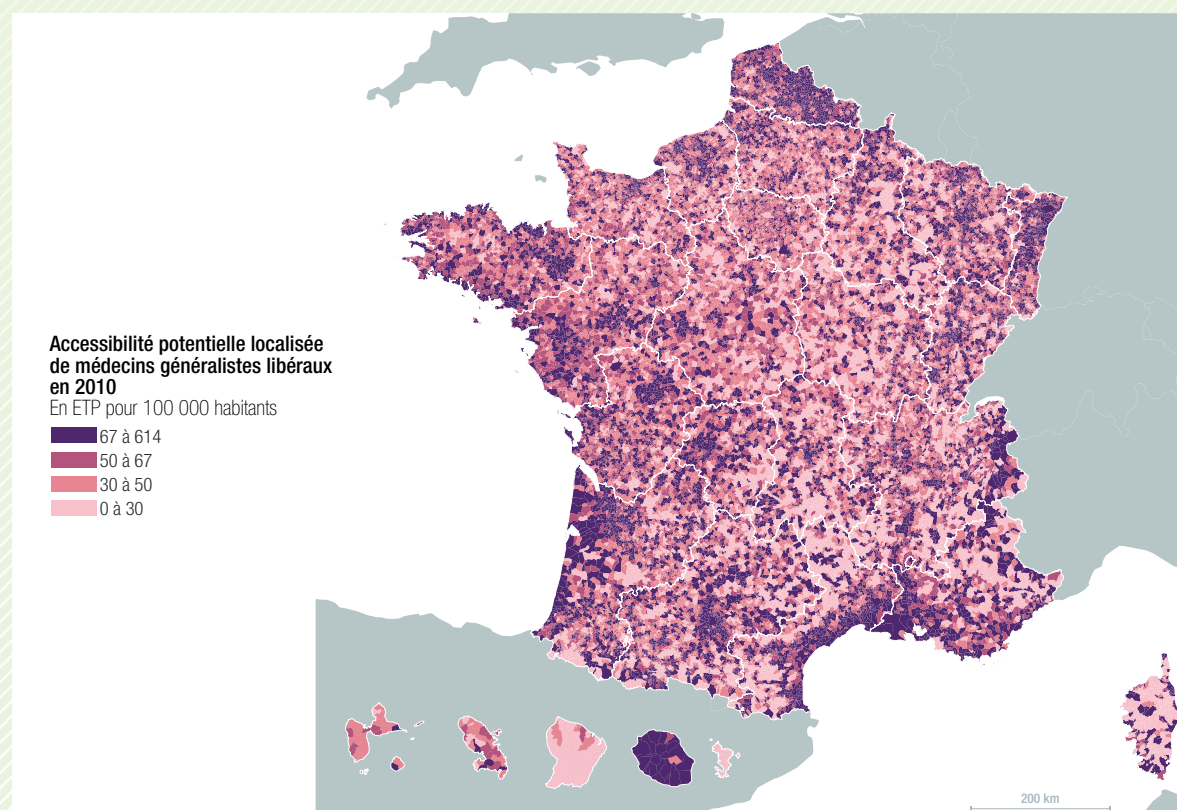 Accessibilité potentielle localisée
de médecins généralistes libéraux
en 2010
En ETP pour 100 000 habitants
67 à 614
50 à 67
30 à 50
0 à 30
200 km